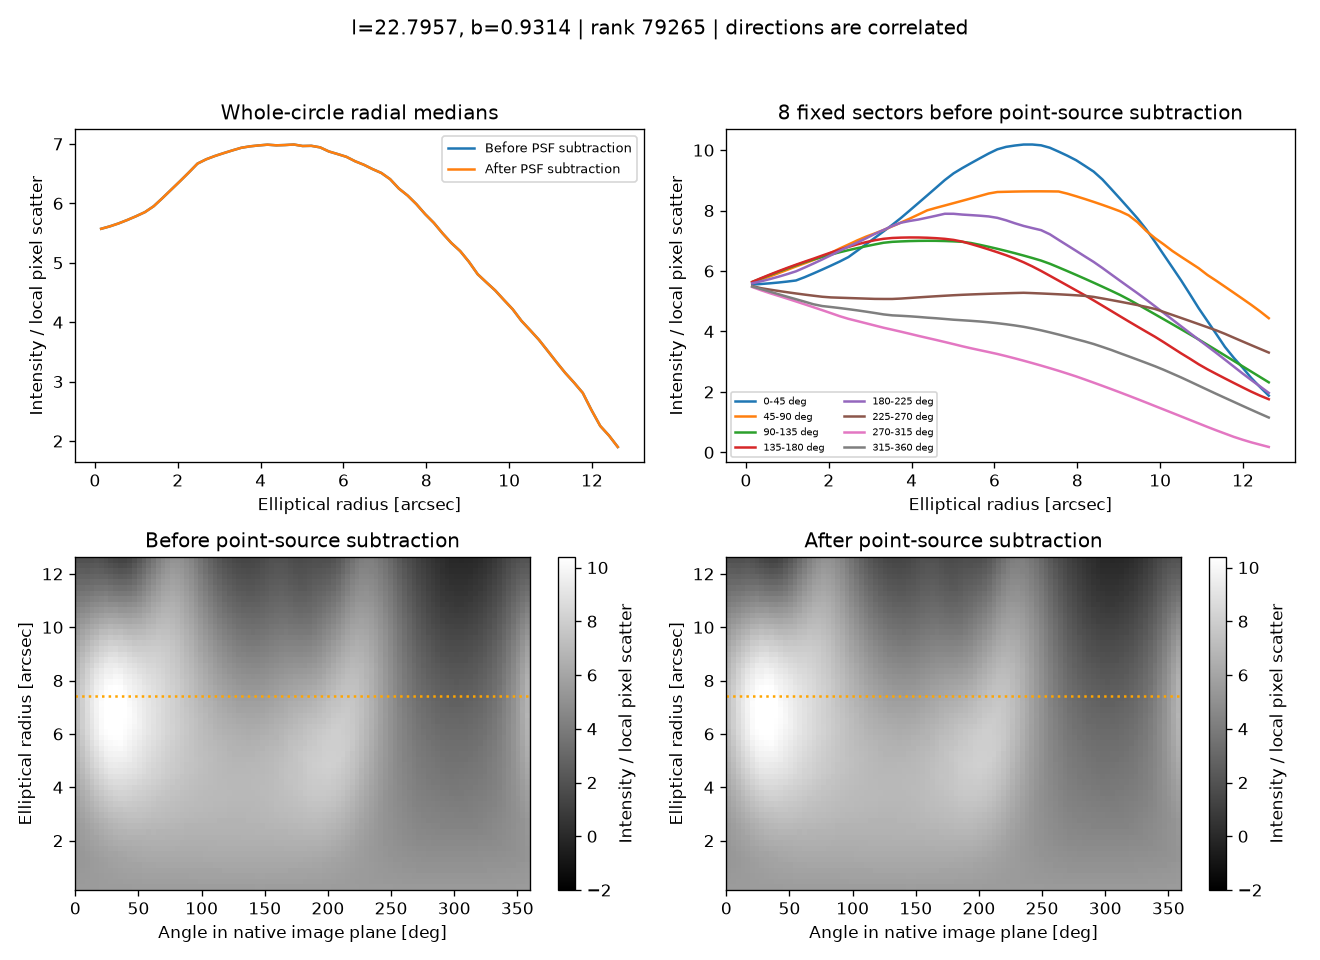 l=22.7957, b=0.9314 | rank 79265 | directions are correlated
Whole-circle radial medians
Intensity / local pixel scatter
7
6
5
4
3
2
Before PSF subtraction
After PSF subtraction
0 2 4 6 8 10 12
Elliptical radius [arcsec]
8 fixed sectors before point-source subtraction
Intensity / local pixel scatter
10
8
6
4
2
0
0-45 deg 180-225 deg
45-90 deg 225-270 deg
90-135 deg 270-315 deg
135-180 deg 315-360 deg
0 2 4 6 8 10 12
Elliptical radius [arcsec]
Before point-source subtraction
Elliptical radius [arcsec]
12
10
8
6
4
2
0 50 100 150 200 250 300 350
Angle in native image plane [deg]
10
8
6
4
2
0
−2
Intensity / local pixel scatter
After point-source subtraction
Elliptical radius [arcsec]
12
10
8
6
4
2
0 50 100 150 200 250 300 350
Angle in native image plane [deg]
10
8
6
4
2
0
−2
Intensity / local pixel scatter